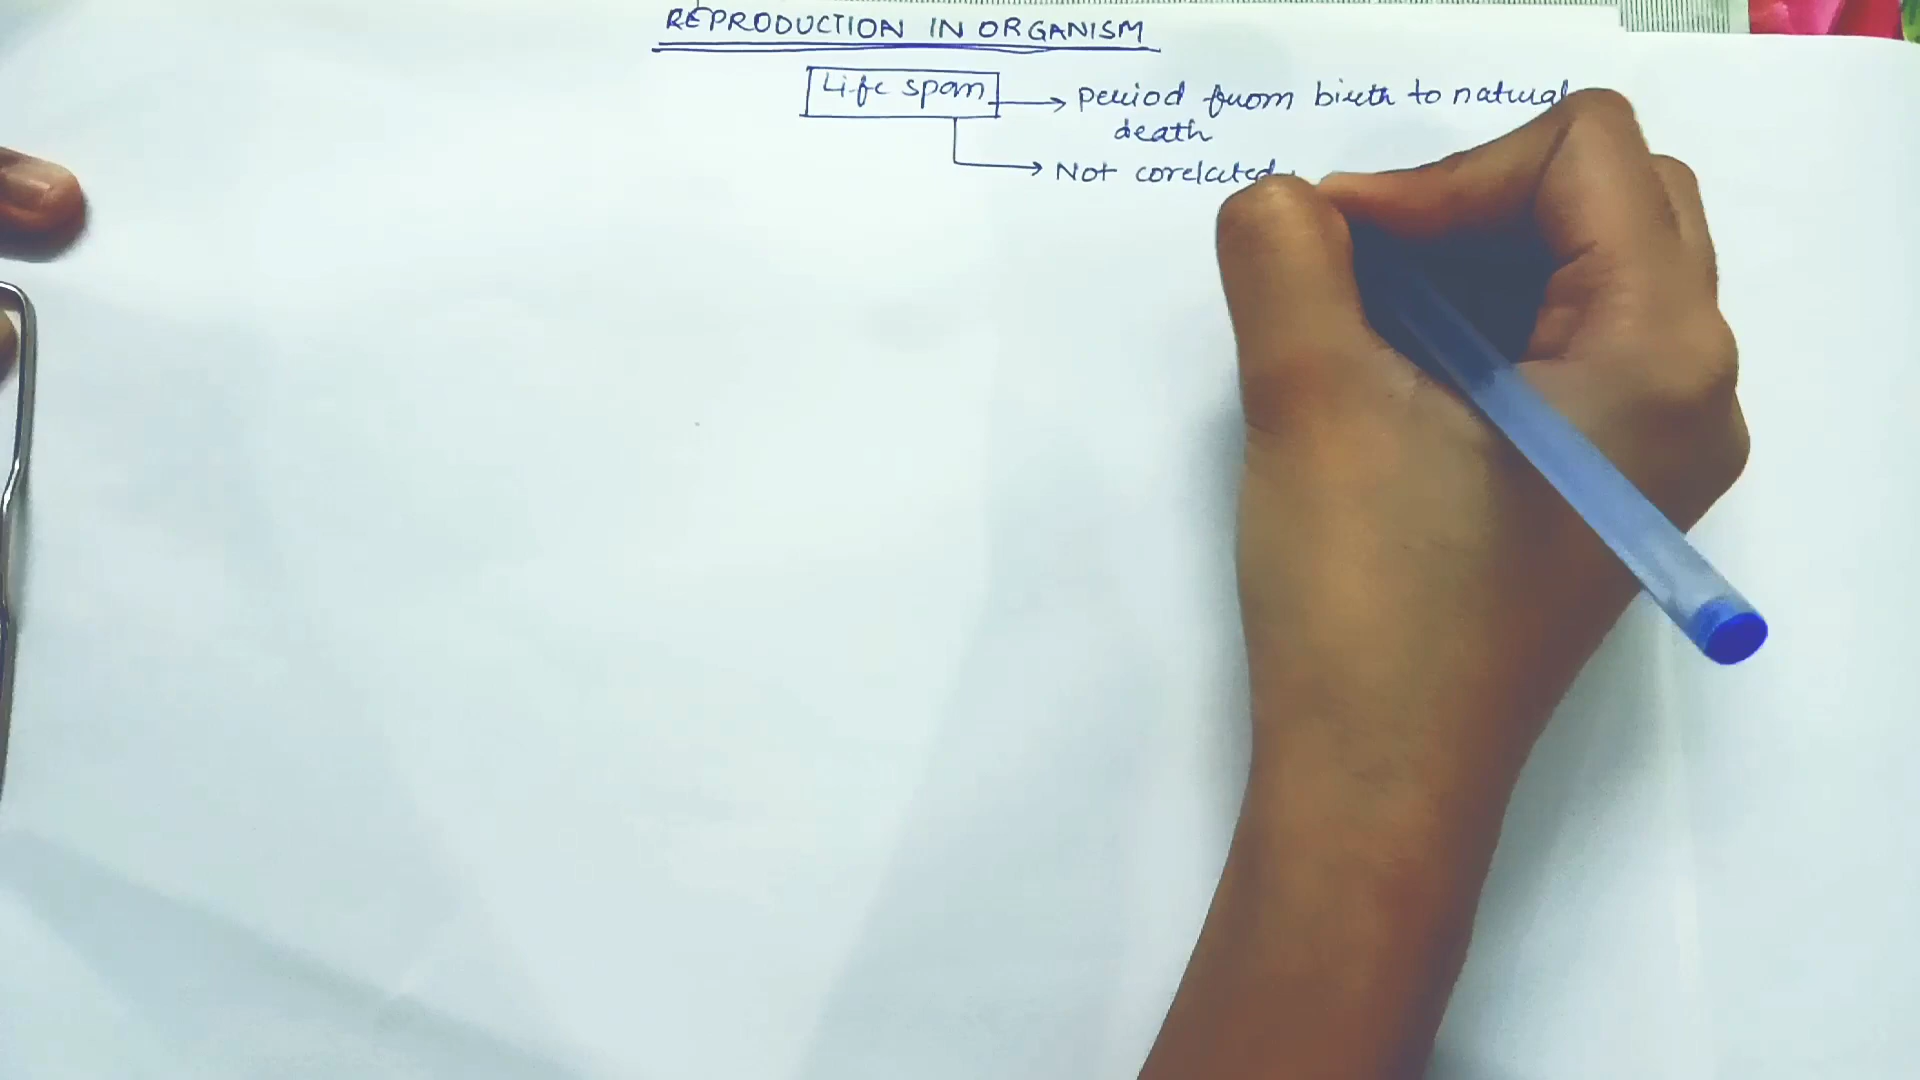 REPRODUCTION IN ORGANISM
Life span → period from birth to natural
death
→ Not corelated